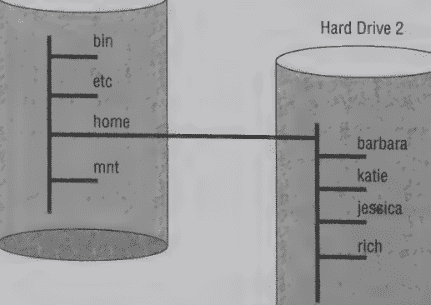 bin
etc
home
mnt
Hard Drive 2
barbara
katie
jessica
rich